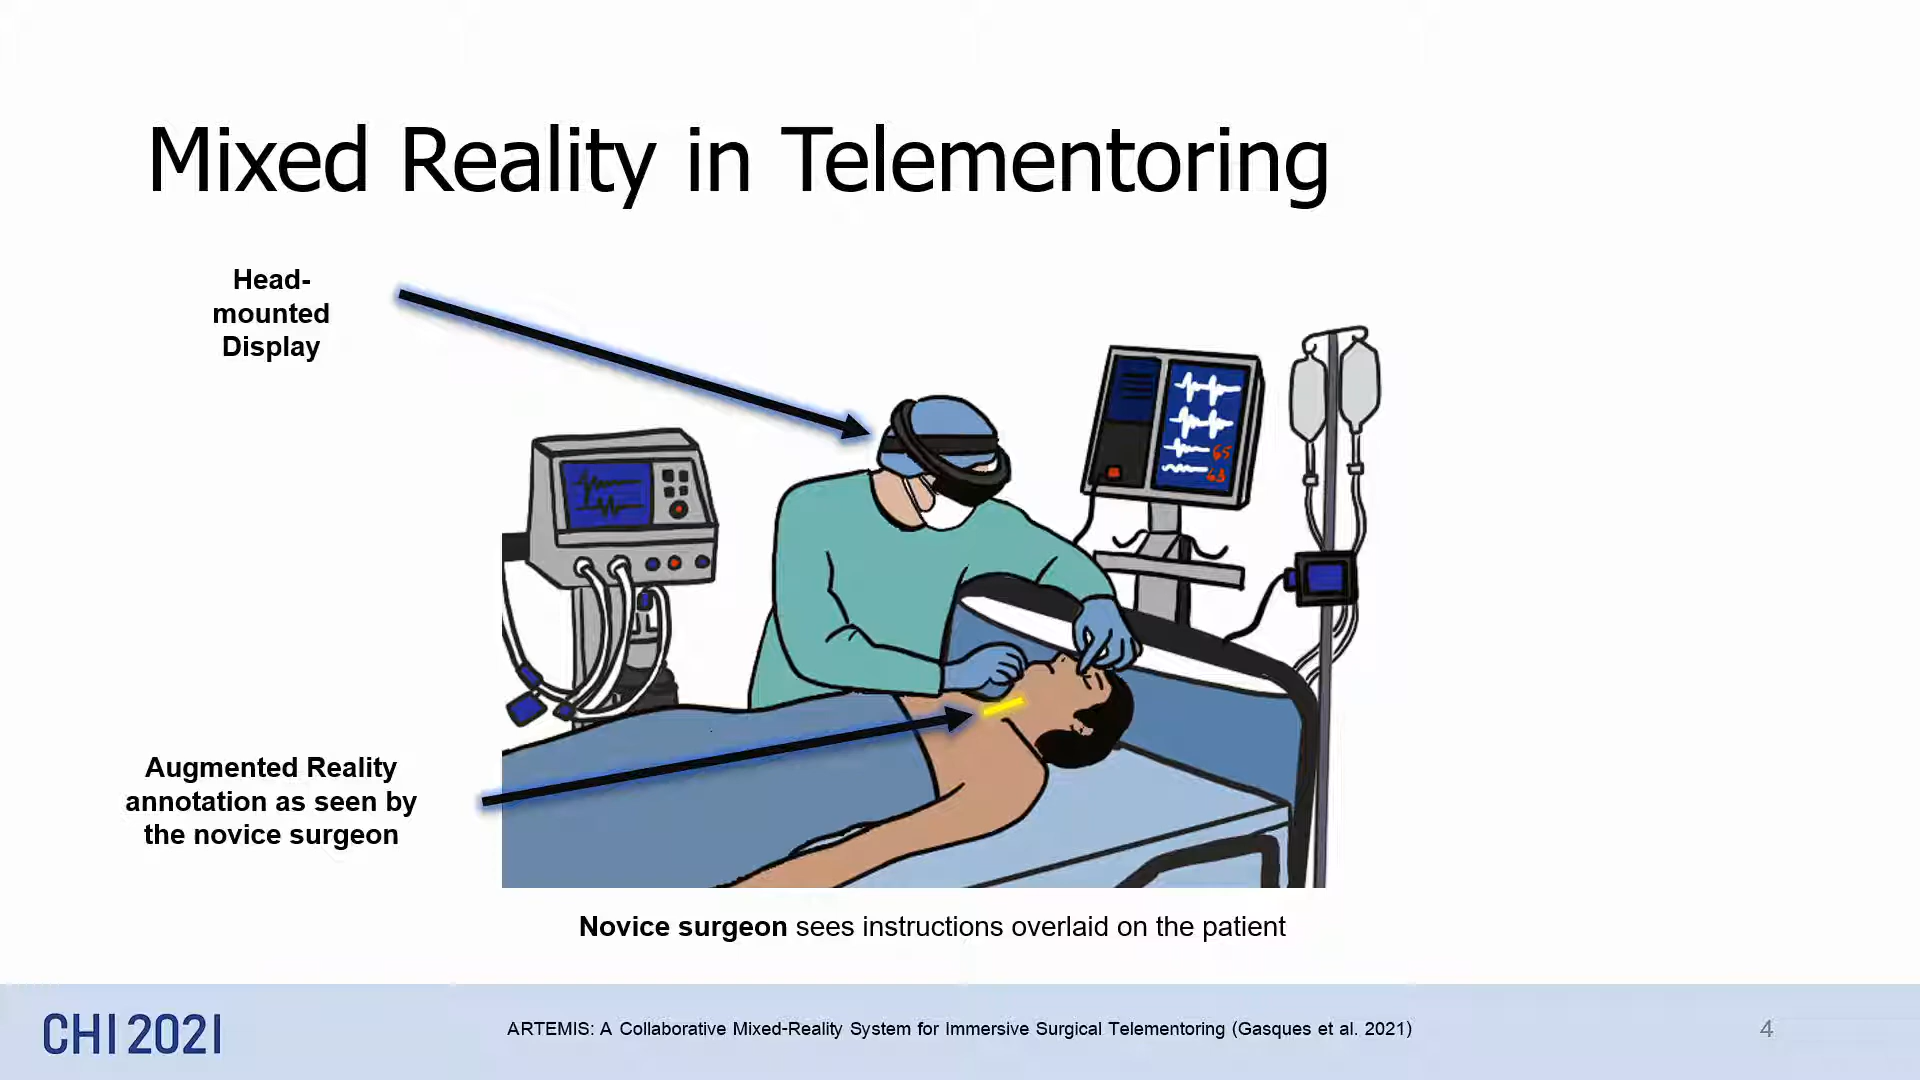 Mixed Reality in Telementoring
Head-
mounted
Display
65
63
Augmented Reality
annotation as seen by
the novice surgeon
Novice surgeon sees instructions overlaid on the patient
CHI 2021
ARTEMIS: A Collaborative Mixed-Reality System for Immersive Surgical Telementoring (Gasques et al. 2021)
4